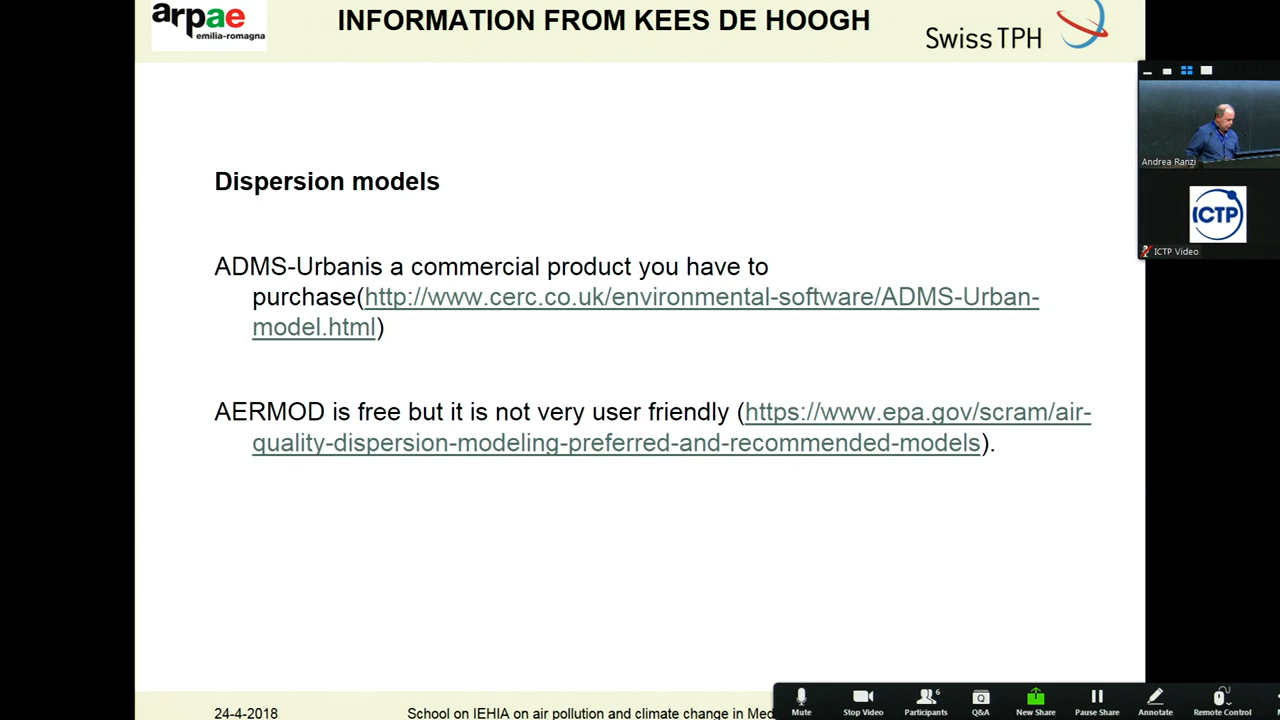 arpae
emilia-romagna
INFORMATION FROM KEES DE HOOGH
Swiss TPH
Dispersion models
ADMS-Urbanis a commercial product you have to
purchase(http://www.cerc.co.uk/environmental-software/ADMS-Urban-
model.html)
AERMOD is free but it is not very user friendly (https://www.epa.gov/scram/air-
quality-dispersion-modeling-preferred-and-recommended-models).
24-4-2018
School on IEHIA on air pollution and climate change in Med
Andrea Ranzi
ICTP
ICTP Video
Mute
Stop Video
Participants
6
Q&A
New Share
Pause Share
Annotate
Remote Control